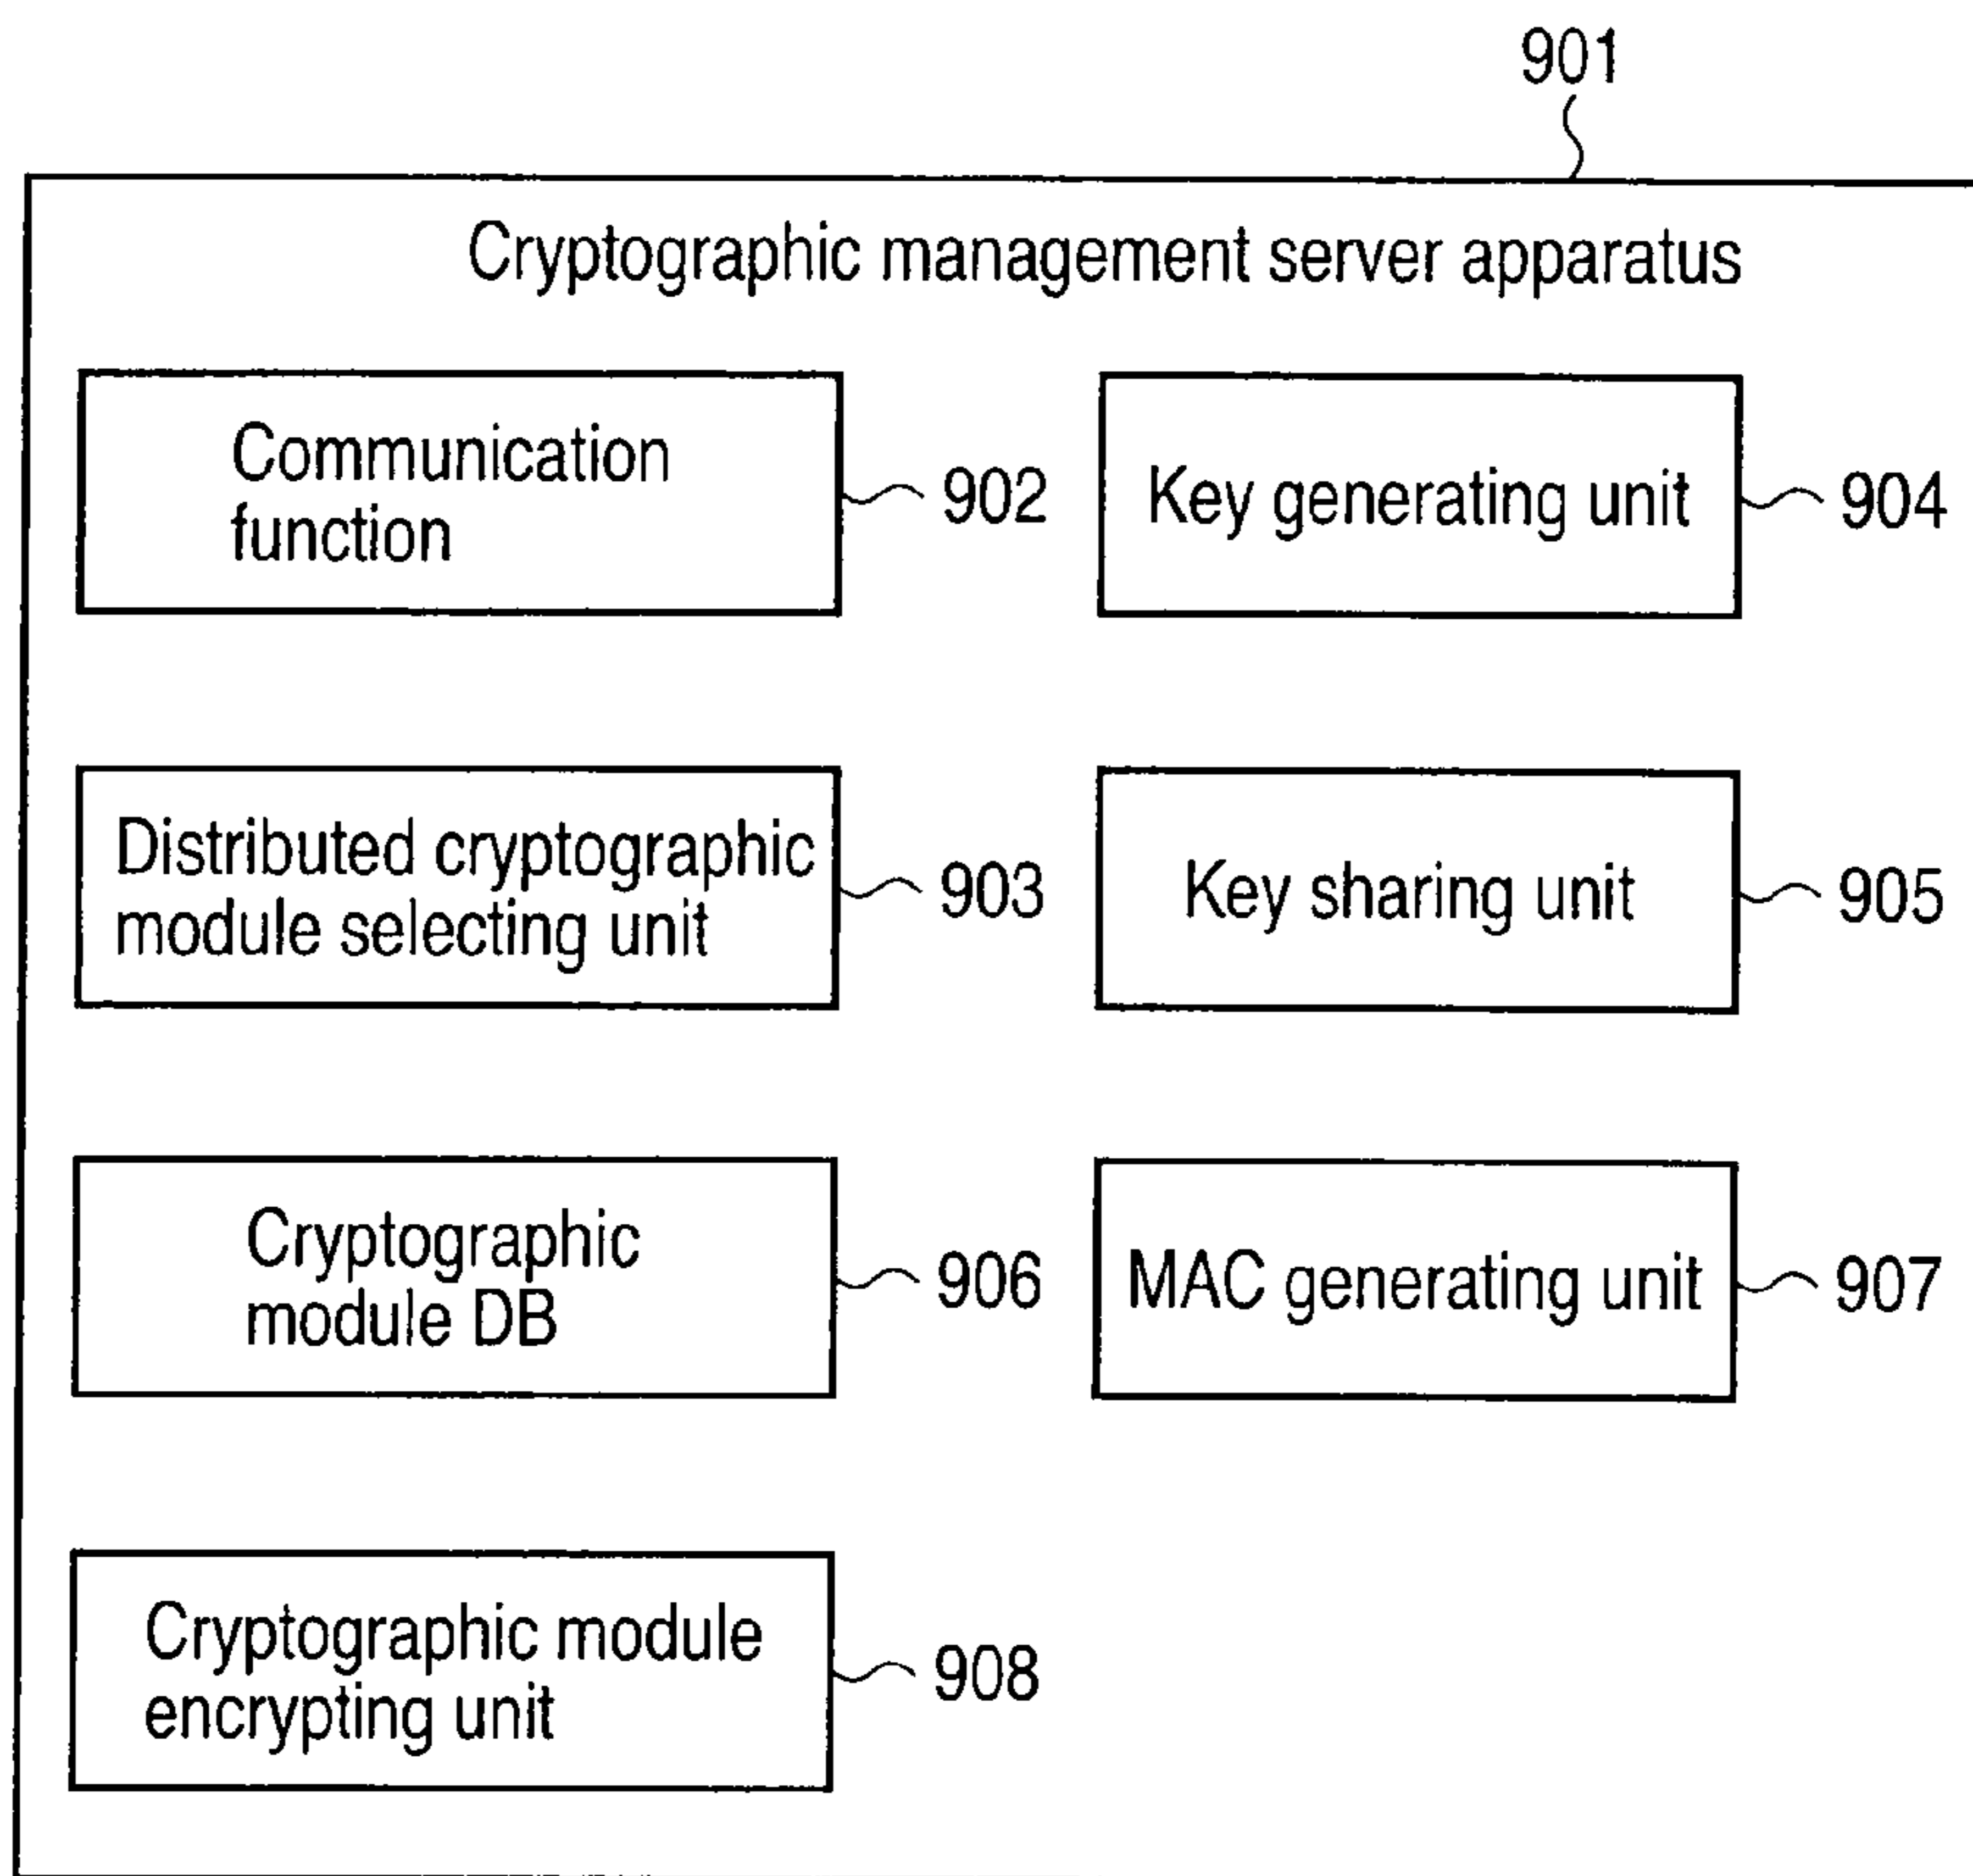 901
Cryptographic management server apparatus
Communication
function
902
Key generating unit
904
Distributed cryptographic
module selecting unit
903
Key sharing unit
905
Cryptographic
module DB
906
MAC generating unit
907
Cryptographic module
encrypting unit
908